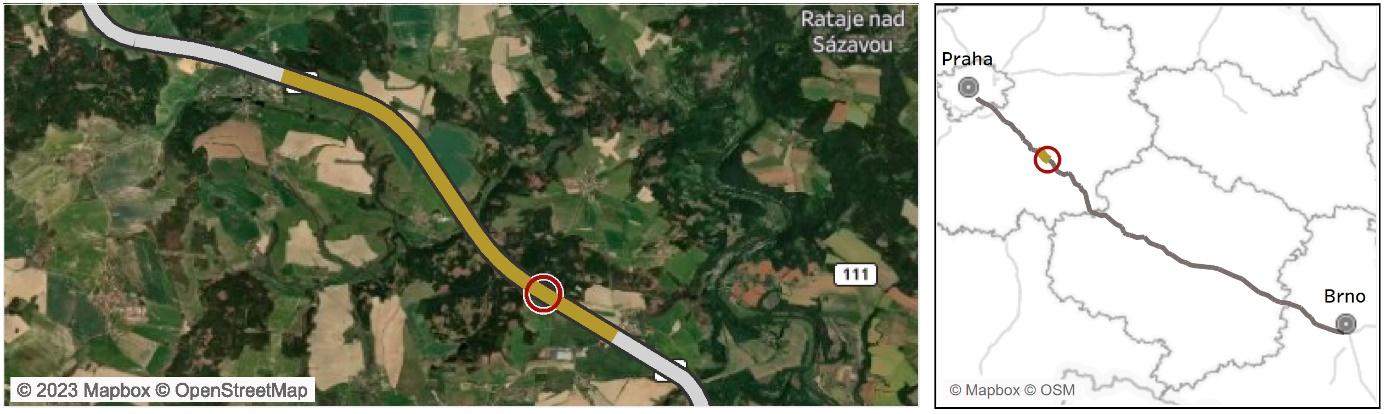 Rataje nad
Sázavou
111
© 2023 Mapbox © OpenStreetMap
Praha
Brno
© Mapbox © OSM